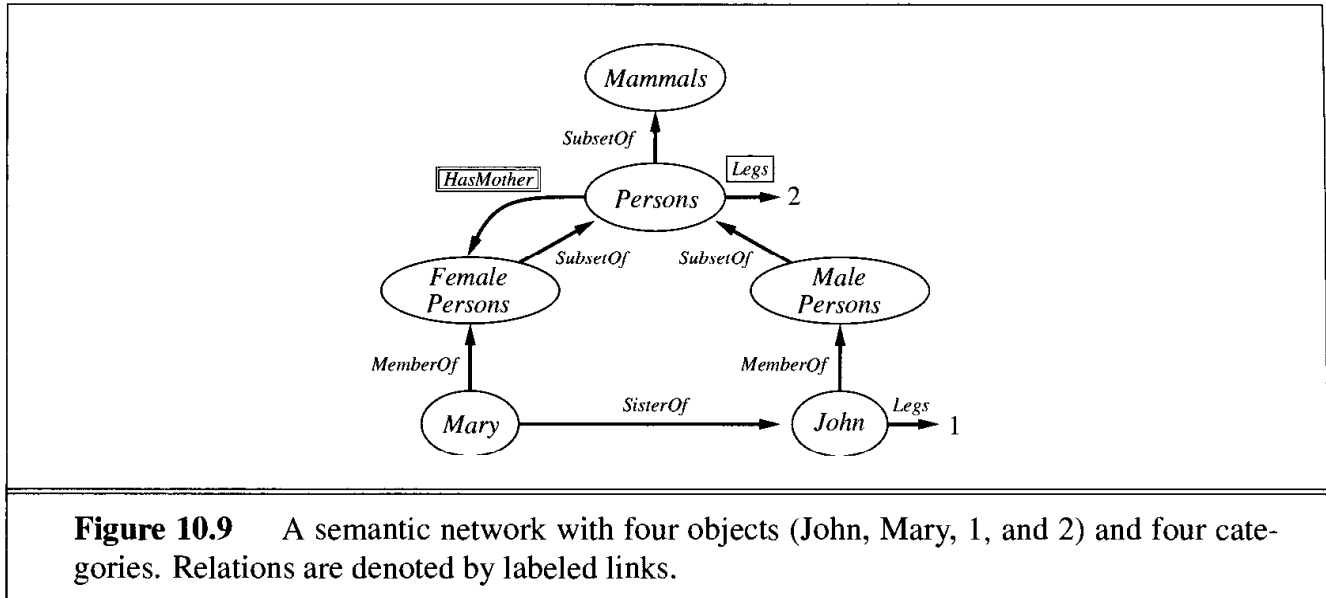 Mammals
SubsetOf
HasMother
Legs
Persons
2
SubsetOf
SubsetOf
Female
Persons
Male
Persons
MemberOf
MemberOf
SisterOf
Legs
Mary
John
1
Figure 10.9 A semantic network with four objects (John, Mary, 1, and 2) and four cate-
gories. Relations are denoted by labeled links.